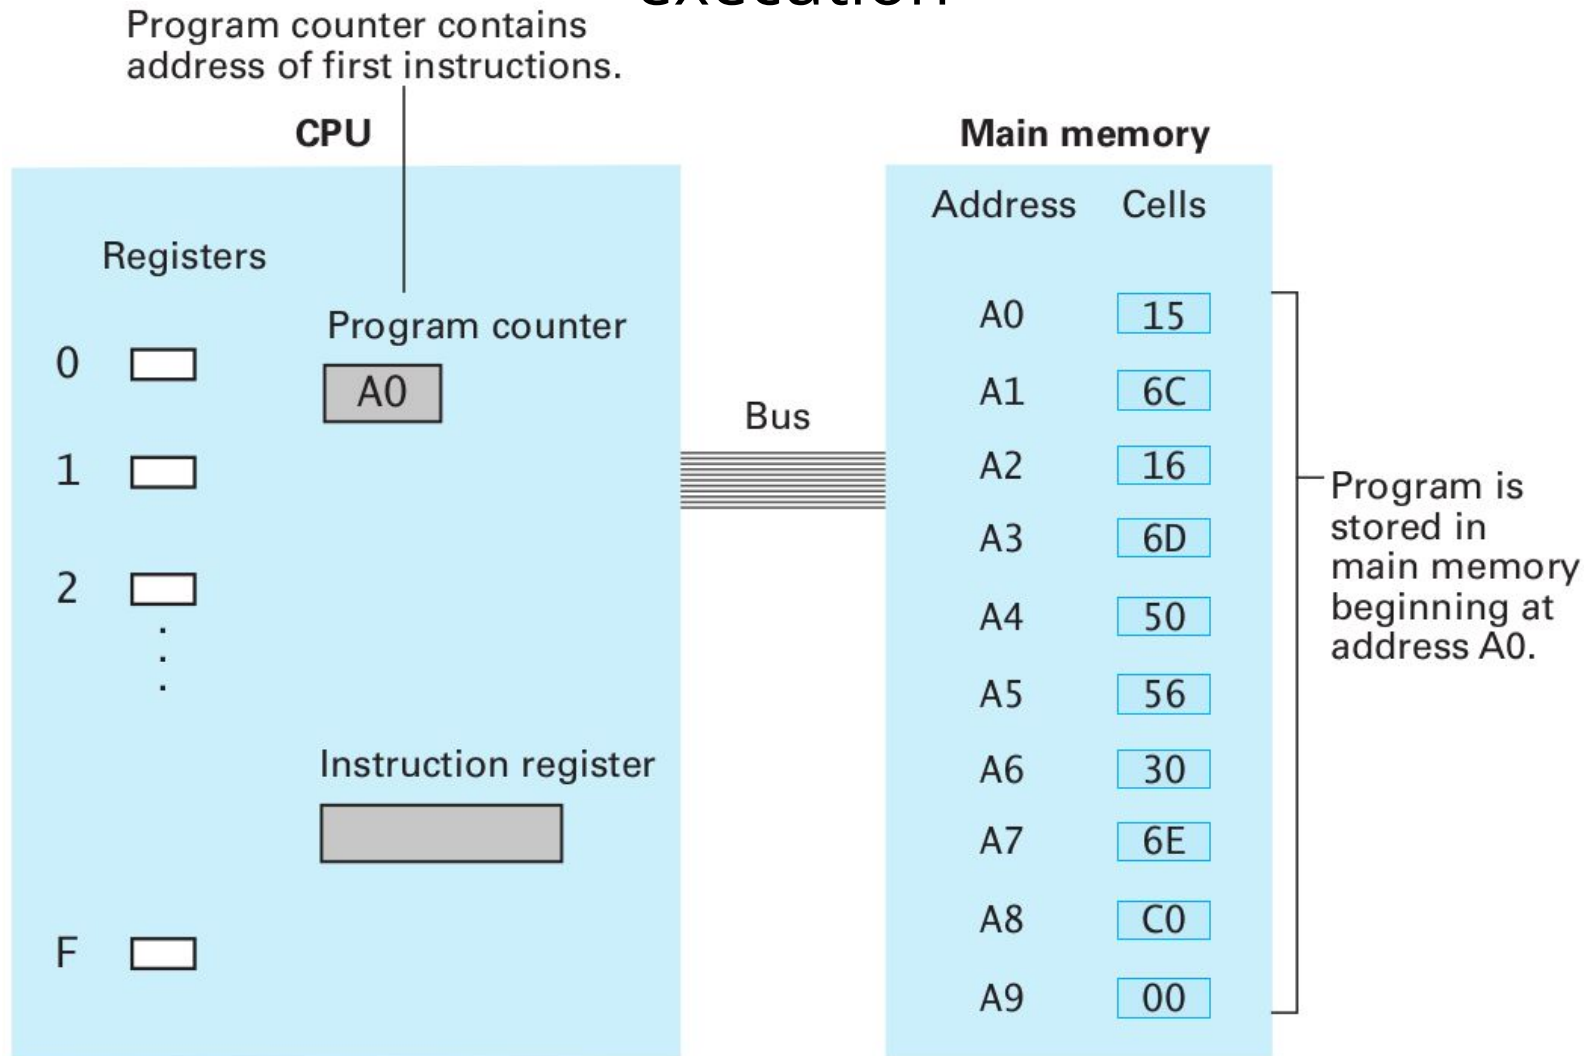 execution
Program counter contains
address of first instructions.
CPU
Registers
0
1
2
.
.
.
F
Program counter
A0
Instruction register
Bus
Main memory
Address Cells
A0 15
A1 6C
A2 16
A3 6D
A4 50
A5 56
A6 30
A7 6E
A8 C0
A9 00
Program is
stored in
main memory
beginning at
address A0.